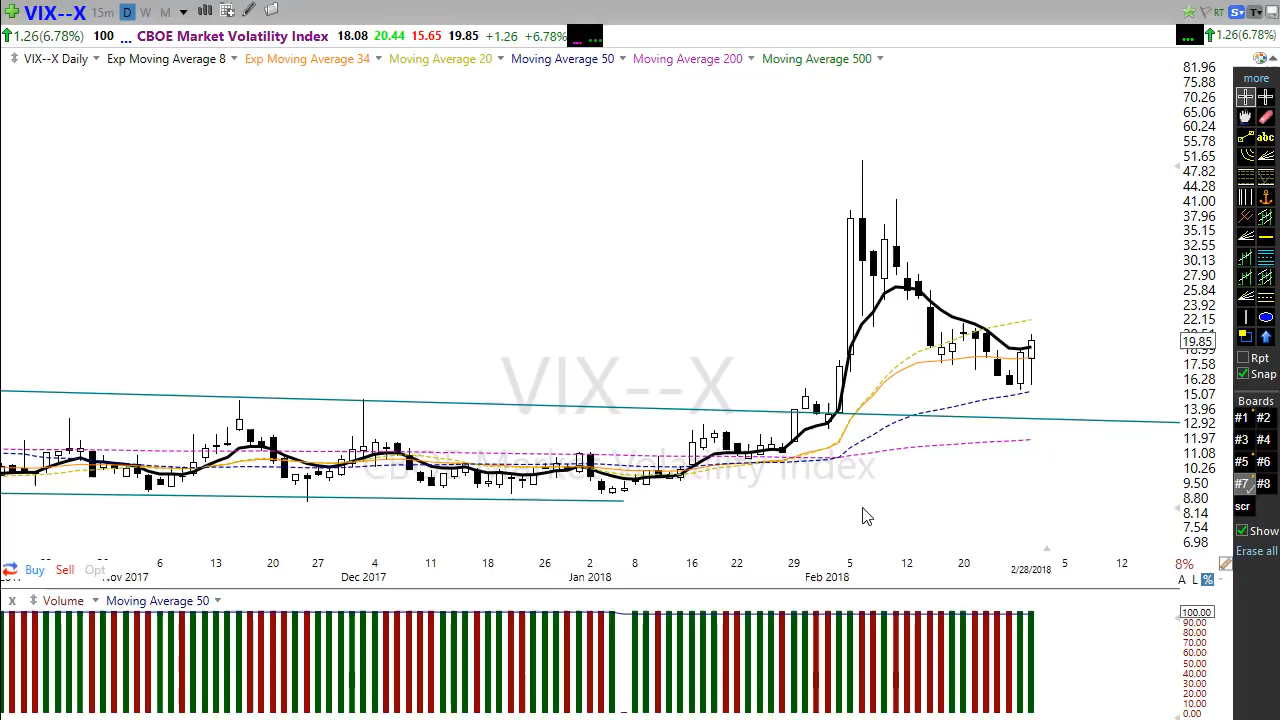 VIX--X 15m D W M
RT S T
1.26(6.78%) 100 ... CBOE Market Volatility Index 18.08 20.44 15.65 19.85 +1.26 +6.78% ... 1.26(6.78%)
VIX--X Daily Exp Moving Average 8 Exp Moving Average 34 Moving Average 20 Moving Average 50 Moving Average 200 Moving Average 500
more
abc
81.96
75.88
70.26
65.06
60.24
55.78
51.65
47.82
44.28
41.00
37.96
35.15
32.55
30.13
27.90
25.84
23.92
22.15
19.85
17.58
16.28
15.07
13.96
12.92
11.97
11.08
10.26
9.50
8.80
8.14
7.54
6.98
VIX--X
CBOE Market Volatility Index
Rpt
Snap
Boards
#1 #2
#3 #4
#5 #6
#7 #8
scr
Show
Erase all
6 13 20 27 4 11 18 26 2 8 16 22 29 5 12 20 5 12
Nov 2017 Dec 2017 Jan 2018 Feb 2018 2/28/2018
Buy Sell Opt
8%
A L %
X Volume Moving Average 50
100.00
90.00
80.00
70.00
60.00
50.00
40.00
30.00
20.00
10.00
0.00